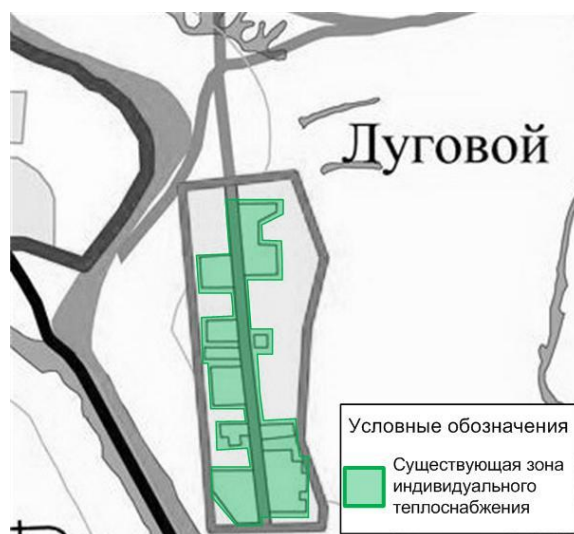 Луговой
Условные обозначения
Существующая зона
индивидуального
теплоснабжения